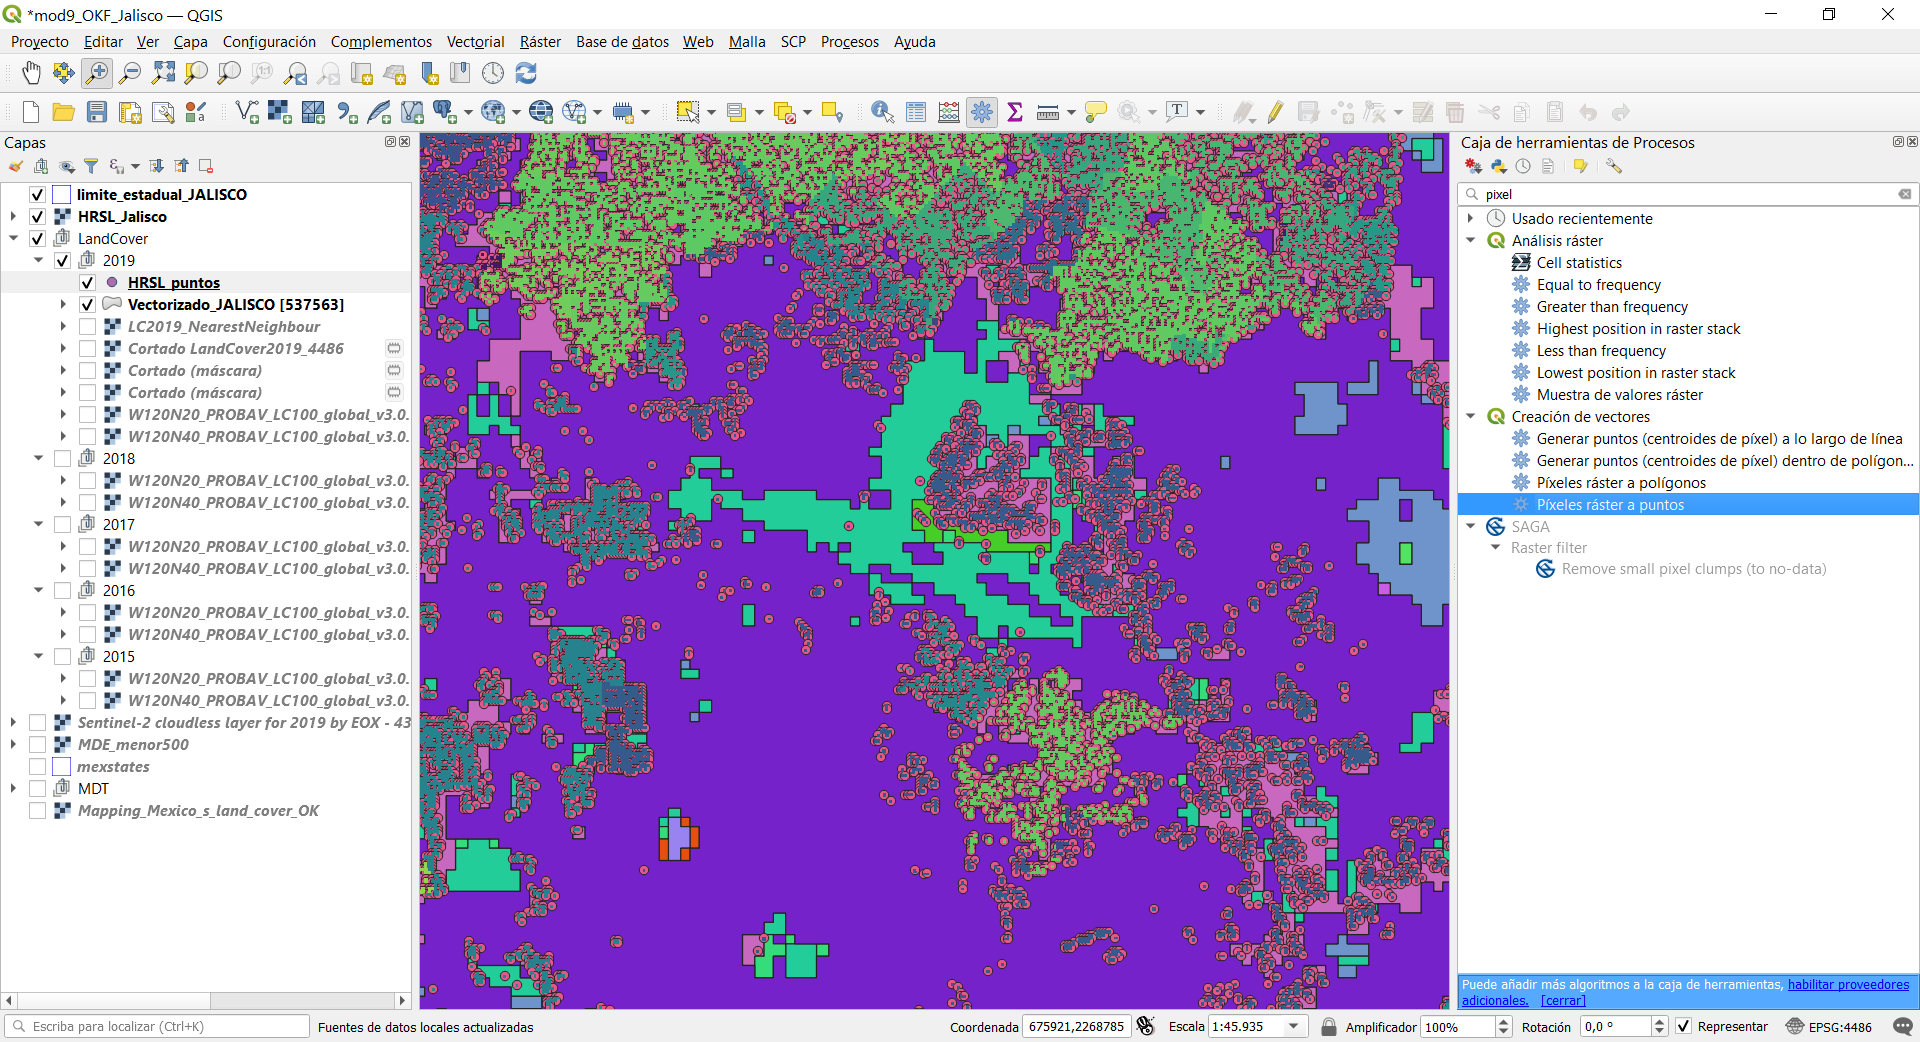 *mod9_OKF_Jalisco — QGIS
Proyecto Editar Ver Capa Configuración Complementos Vectorial Ráster Base de datos Web Malla SCP Procesos Ayuda
Capas
limite_estadual_JALISCO
HRSL_Jalisco
LandCover
2019
HRSL_puntos
Vectorizado_JALISCO [537563]
LC2019_NearestNeighbour
Cortado LandCover2019_4486
Cortado (máscara)
Cortado (máscara)
W120N20_PROBAV_LC100_global_v3.0.
W120N40_PROBAV_LC100_global_v3.0.
2018
W120N20_PROBAV_LC100_global_v3.0.
W120N40_PROBAV_LC100_global_v3.0.
2017
W120N20_PROBAV_LC100_global_v3.0.
W120N40_PROBAV_LC100_global_v3.0.
2016
W120N20_PROBAV_LC100_global_v3.0.
W120N40_PROBAV_LC100_global_v3.0.
2015
W120N20_PROBAV_LC100_global_v3.0.
W120N40_PROBAV_LC100_global_v3.0.
Sentinel-2 cloudless layer for 2019 by EOX - 43
MDE_menor500
mexstates
MDT
Mapping_Mexico_s_land_cover_OK
Caja de herramientas de Procesos
pixel
Usado recientemente
Análisis ráster
Cell statistics
Equal to frequency
Greater than frequency
Highest position in raster stack
Less than frequency
Lowest position in raster stack
Muestra de valores ráster
Creación de vectores
Generar puntos (centroides de píxel) a lo largo de línea
Generar puntos (centroides de píxel) dentro de polígon...
Píxeles ráster a polígonos
Píxeles ráster a puntos
SAGA
Raster filter
Remove small pixel clumps (to no-data)
Puede añadir más algoritmos a la caja de herramientas, habilitar proveedores
adicionales. [cerrar]
Escriba para localizar (Ctrl+K) Fuentes de datos locales actualizadas Coordenada 675921,2268785 Escala 1:45.935 Amplificador 100% Rotación 0,0 ° Representar EPSG:4486